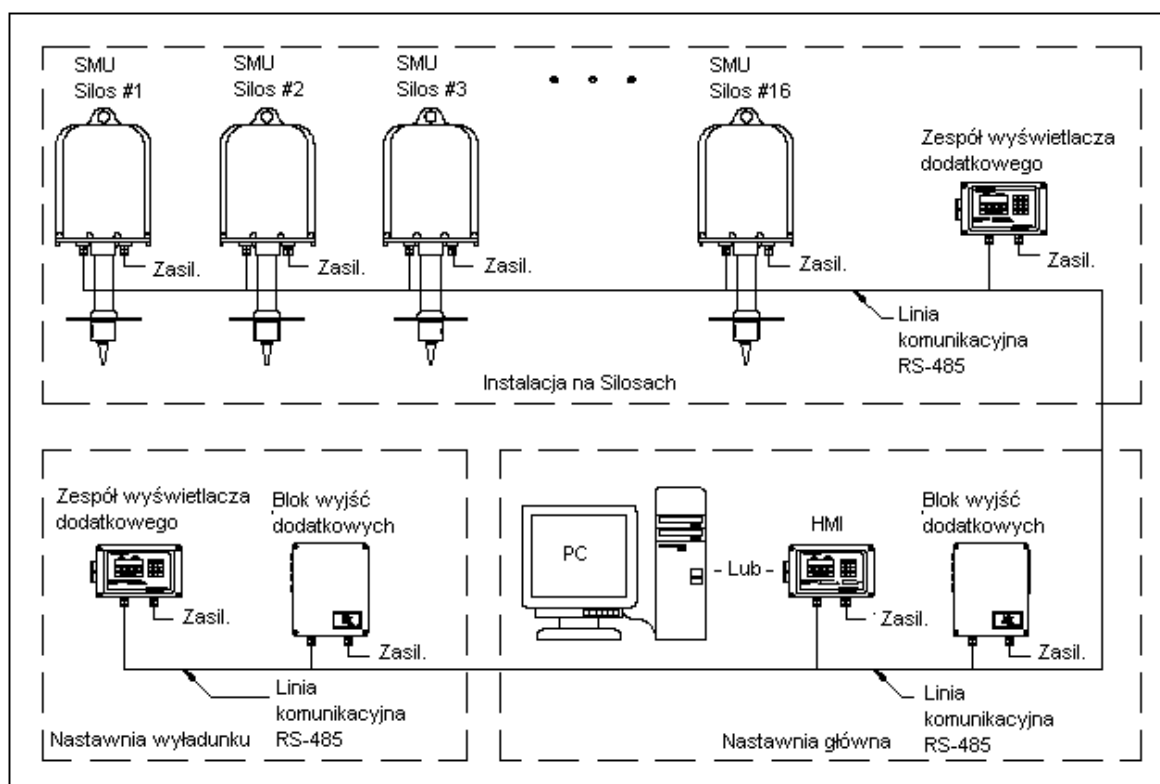 SMU
Silos #1
SMU
Silos #2
SMU
Silos #3
SMU
Silos #16
Zespół wyświetlacza
dodatkowego
Zasil.
Zasil.
Zasil.
Zasil.
Zasil.
Linia
komunikacyjna
RS-485
Instalacja na Silosach
Zespół wyświetlacza
dodatkowego
Blok wyjść
dodatkowych
Zasil.
Zasil.
Linia
komunikacyjna
RS-485
Nastawnia wyładunku
PC
- Lub -
HMI
Blok wyjść
dodatkowych
Zasil.
Zasil.
Linia
komunikacyjna
RS-485
Nastawnia główna